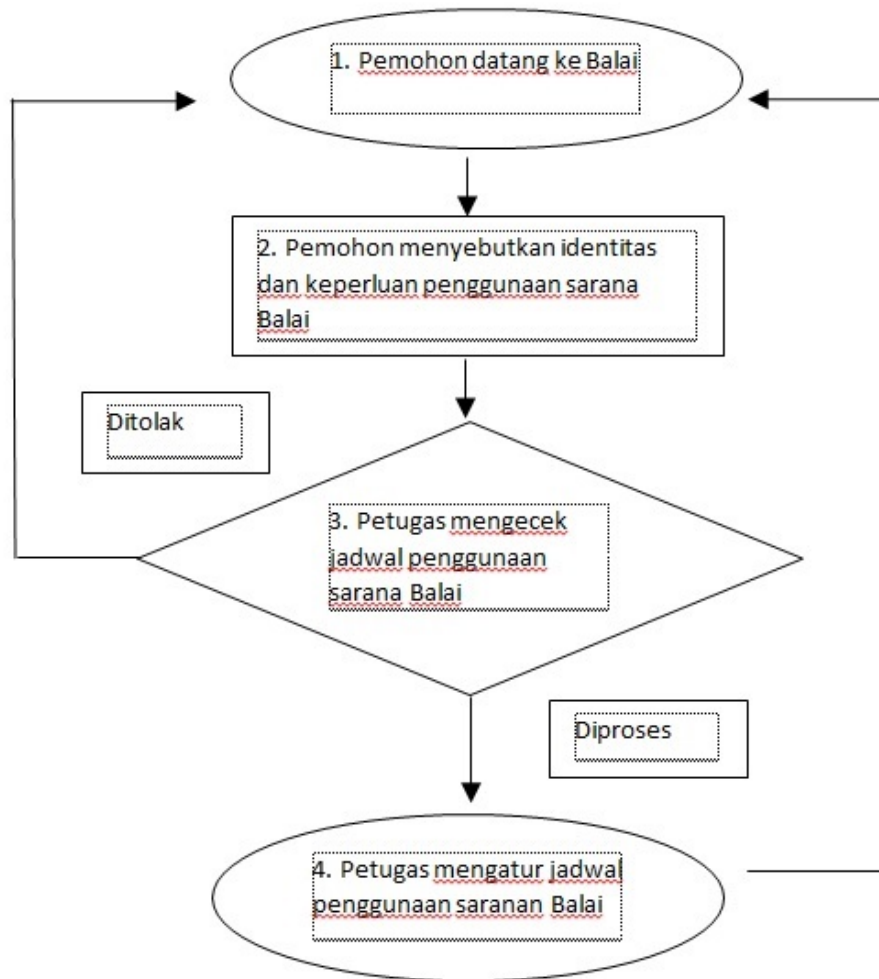 1. Pemohon datang ke Balai
2. Pemohon menyebutkan identitas
dan keperluan penggunaan sarana
Balai
Ditolak
3. Petugas mengecek
jadwal penggunaan
sarana Balai
Diproses
4. Petugas mengatur jadwal
penggunaan saranan Balai